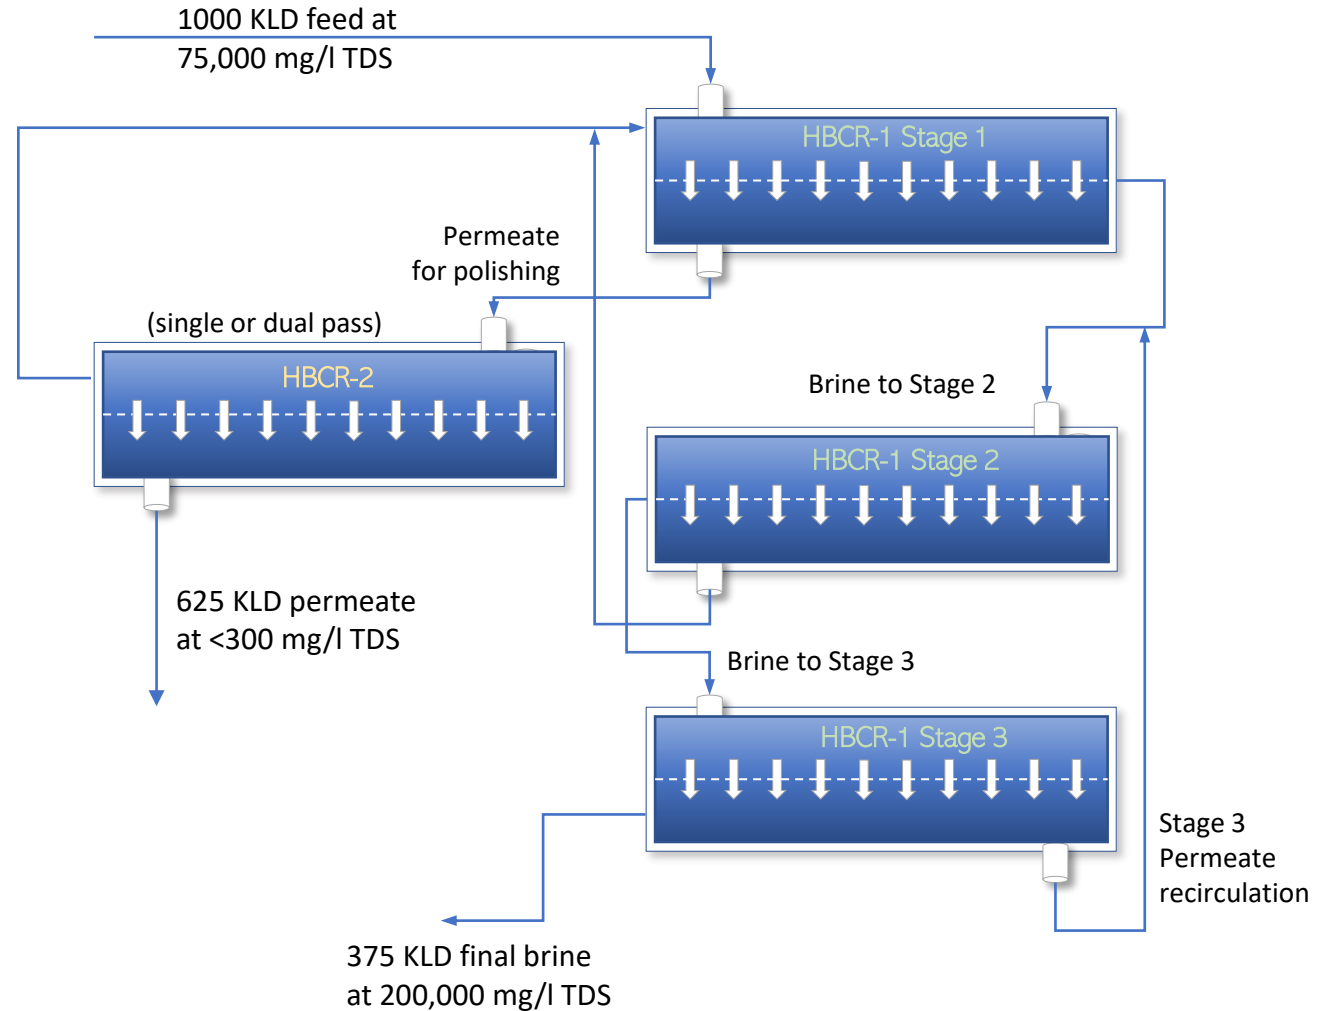 1000 KLD feed at
75,000 mg/l TDS
HBCR-1 Stage 1
Permeate
for polishing
(single or dual pass)
HBCR-2
Brine to Stage 2
HBCR-1 Stage 2
625 KLD permeate
at <300 mg/l TDS
Brine to Stage 3
HBCR-1 Stage 3
Stage 3
Permeate
recirculation
375 KLD final brine
at 200,000 mg/l TDS